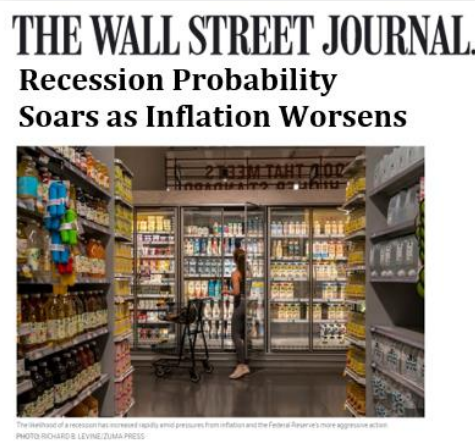 THE WALL STREET JOURNAL.
Recession Probability
Soars as Inflation Worsens
The likelihood of a recession has increased rapidly amid pressures from inflation and the Federal Reserve's more aggressive action.
PHOTO: RICHARD B. LEVINE/ZUMA PRESS